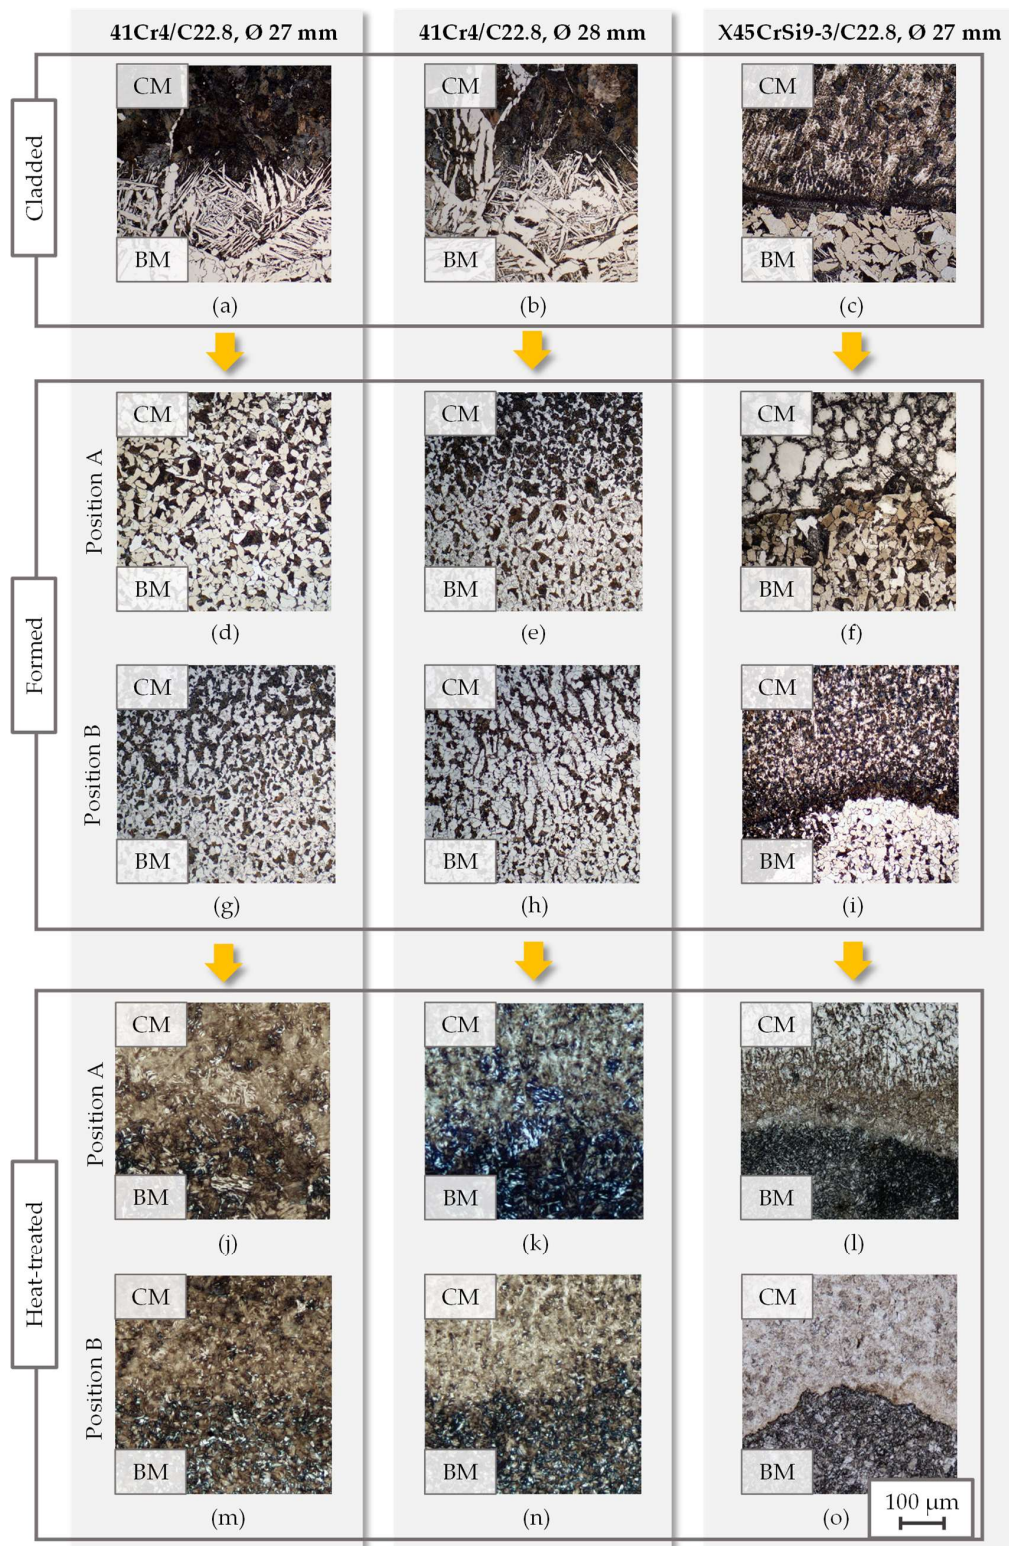 41Cr4/C22.8, Ø 27 mm
41Cr4/C22.8, Ø 28 mm
X45CrSi9-3/C22.8, Ø 27 mm
Cladded
CM
CM
CM
BM
BM
BM
(a)
(b)
(c)
Formed
Position A
CM
CM
CM
BM
BM
BM
(d)
(e)
(f)
Position B
CM
CM
CM
BM
BM
BM
(g)
(h)
(i)
Heat-treated
Position A
CM
CM
CM
BM
BM
BM
(j)
(k)
(l)
Position B
CM
CM
CM
BM
BM
BM
(m)
(n)
(o)
100 µm